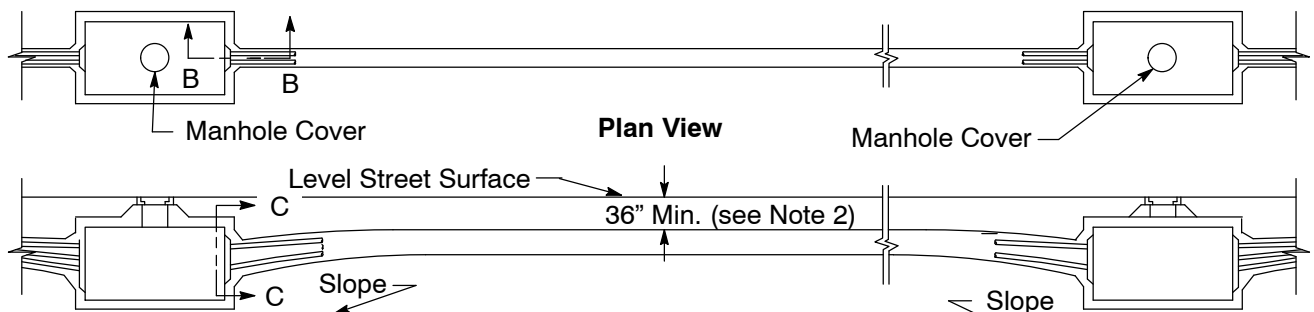 B
B
Manhole Cover
Plan View
Manhole Cover
Level Street Surface
C
36” Min. (see Note 2)
C
Slope
Slope